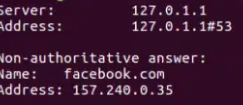 Server: 127.0.1.1
Address: 127.0.1.1#53

Non-authoritative answer:
Name: facebook.com
Address: 157.240.0.35